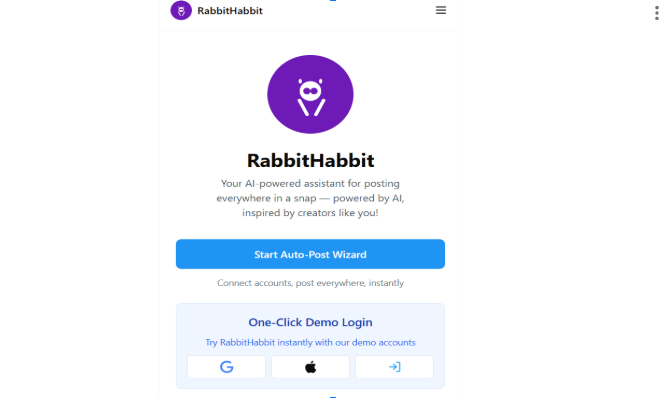 RabbitHabbit
RabbitHabbit
Your AI-powered assistant for posting
everywhere in a snap — powered by AI,
inspired by creators like you!
Start Auto-Post Wizard
Connect accounts, post everywhere, instantly
One-Click Demo Login
Try RabbitHabbit instantly with our demo accounts